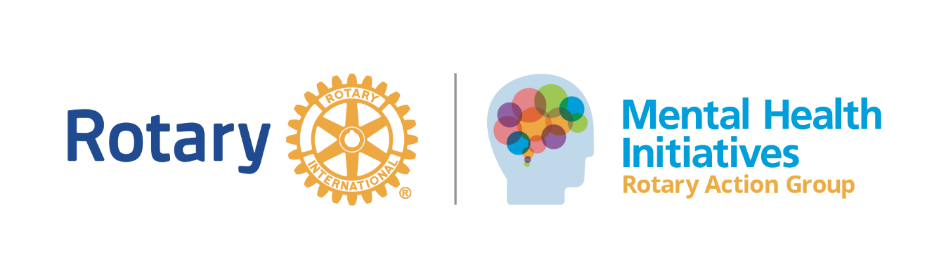 Rotary
ROTARY
INTERNATIONAL
®
Mental Health
Initiatives
Rotary Action Group